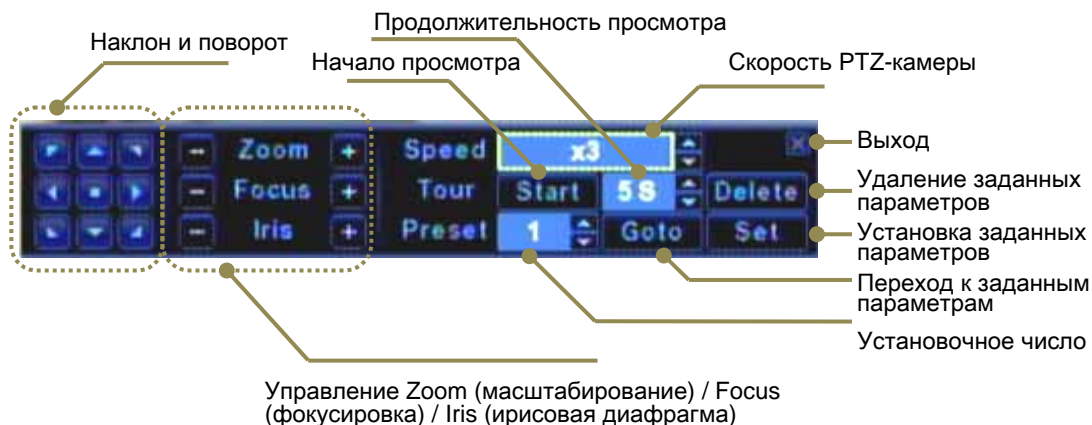 Продолжительность просмотра
Наклон и поворот
Начало просмотра
Скорость PTZ-камеры
Zoom
Speed
x3
Выход
Focus
Tour
Start
5S
Delete
Удаление заданных
параметров
Iris
Preset
1
Goto
Set
Установка заданных
параметров
Переход к заданным
параметрам
Установочное число
Управление Zoom (масштабирование) / Focus
(фокусировка) / Iris (ирисовая диафрагма)